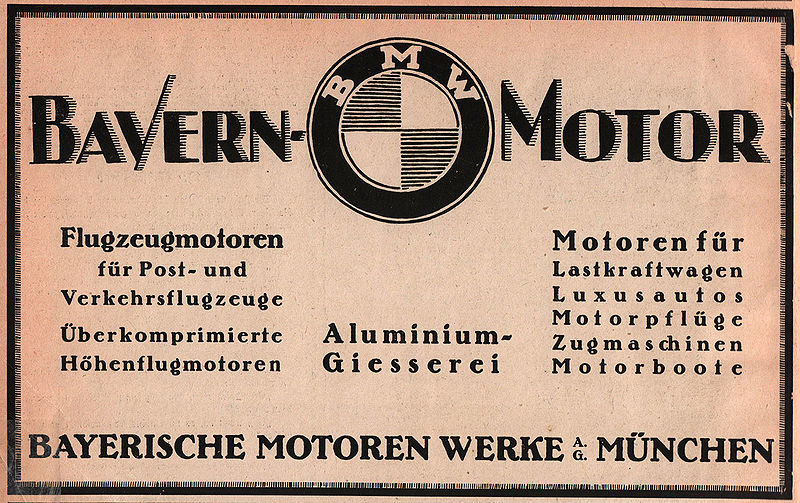 BMW
BAYERN-MOTOR
Flugzeugmotoren
für Post- und
Verkehrsflugzeuge
Überkomprimierte
Höhenflugmotoren
Aluminium-
Giesserei
Motoren für
Lastkraftwagen
Luxusautos
Motorpflüge
Zugmaschinen
Motorboote
BAYERISCHE MOTOREN WERKE A.G. MÜNCHEN